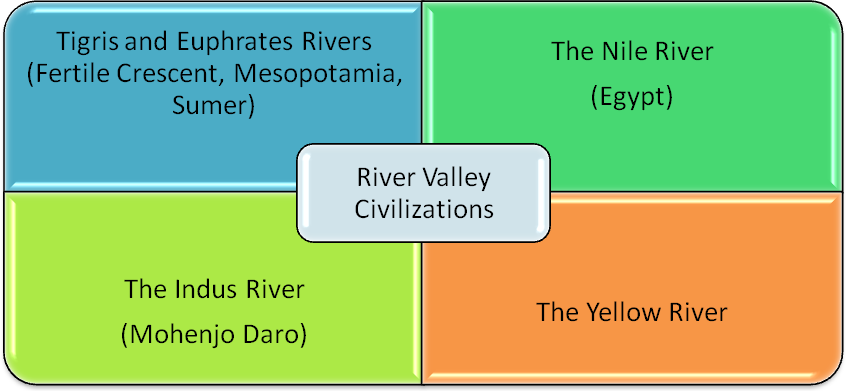 Tigris and Euphrates Rivers
(Fertile Crescent, Mesopotamia,
Sumer)
The Nile River
(Egypt)
River Valley
Civilizations
The Indus River
(Mohenjo Daro)
The Yellow River